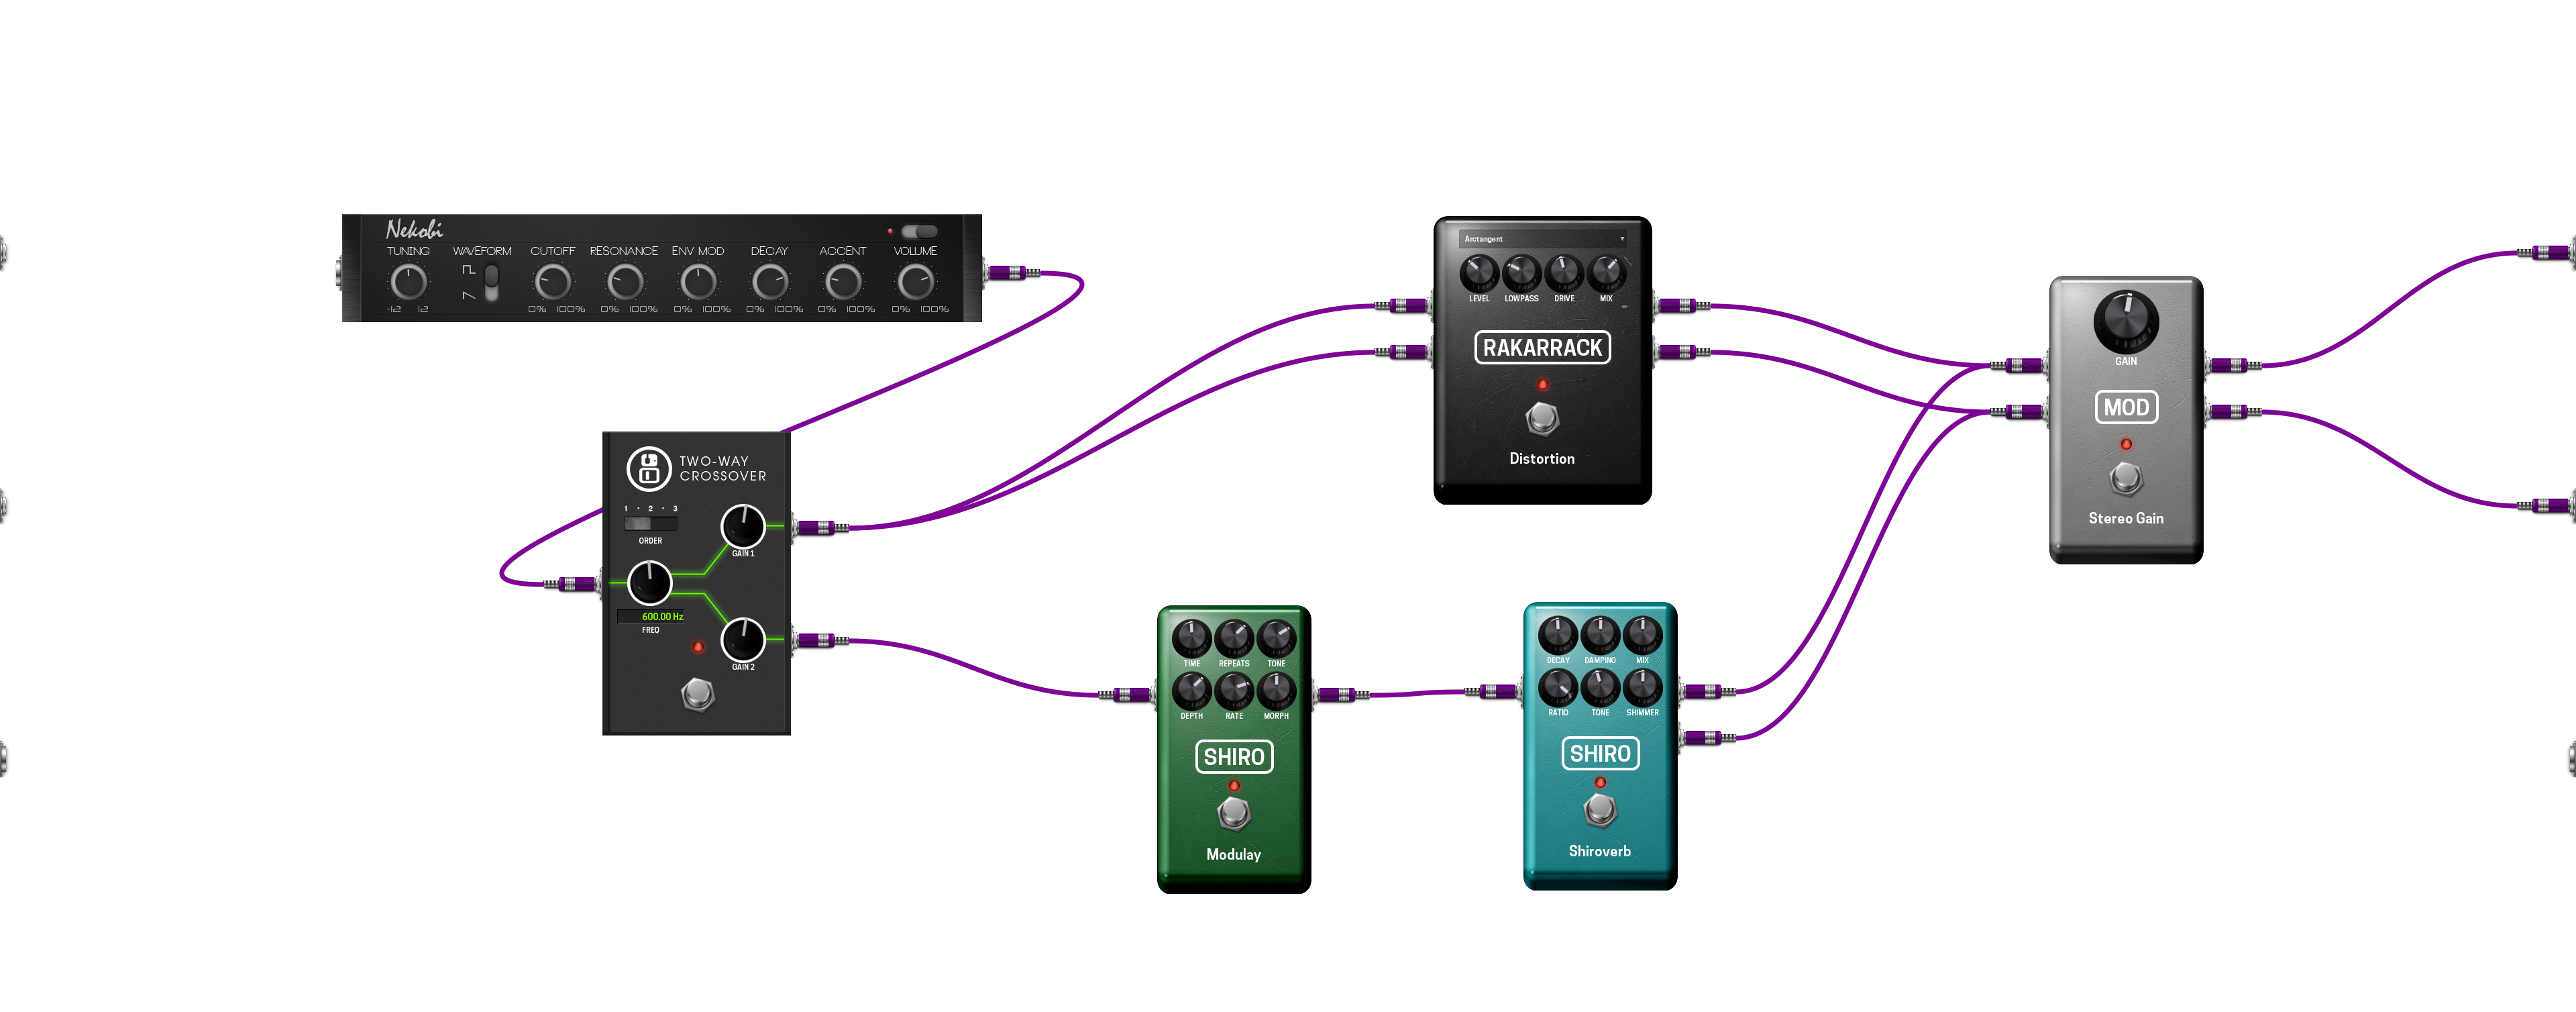 Nekobi
TUNING WAVEFORM CUTOFF RESONANCE ENV MOD DECAY ACCENT VOLUME
-12 12 0% 100% 0% 100% 0% 100% 0% 100% 0% 100% 0% 100%
TWO-WAY
CROSSOVER
1 · 2 · 3
ORDER
GAIN 1
600.00 Hz
FREQ
GAIN 2
Arctangent
LEVEL LOWPASS DRIVE MIX
RAKARRACK
Distortion
TIME REPEATS TONE
DEPTH RATE MORPH
SHIRO
Modulay
DECAY DAMPING MIX
RATIO TONE SHIMMER
SHIRO
Shiroverb
GAIN
MOD
Stereo Gain